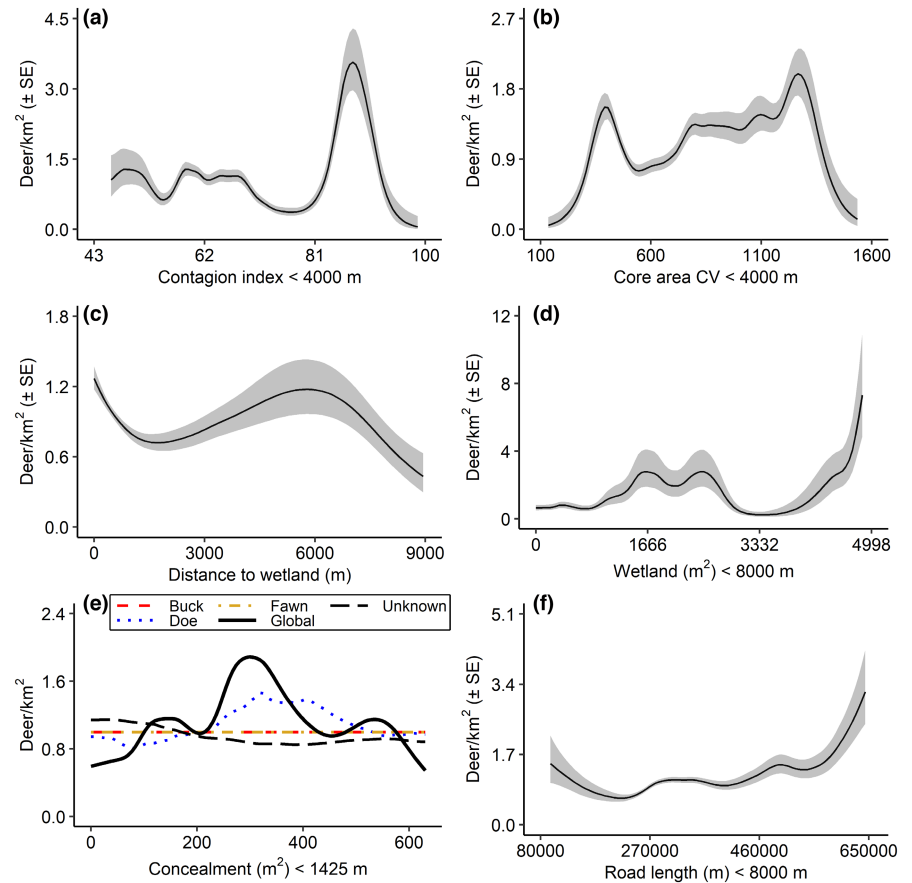 (a)
Deer/km² (± SE)
4.5
3.0
1.5
0.0
43 62 81 100
Contagion index < 4000 m
(b)
Deer/km² (± SE)
2.7
1.8
0.9
0.0
100 600 1100 1600
Core area CV < 4000 m
(c)
Deer/km² (± SE)
1.8
1.2
0.6
0.0
0 3000 6000 9000
Distance to wetland (m)
(d)
Deer/km² (± SE)
12
8
4
0
0 1666 3332 4998
Wetland (m²) < 8000 m
(e)
Buck Fawn Unknown
Doe Global
Deer/km²
2.4
1.6
0.8
0.0
0 200 400 600
Concealment (m²) < 1425 m
(f)
Deer/km² (± SE)
5.1
3.4
1.7
0.0
80000 270000 460000 650000
Road length (m) < 8000 m